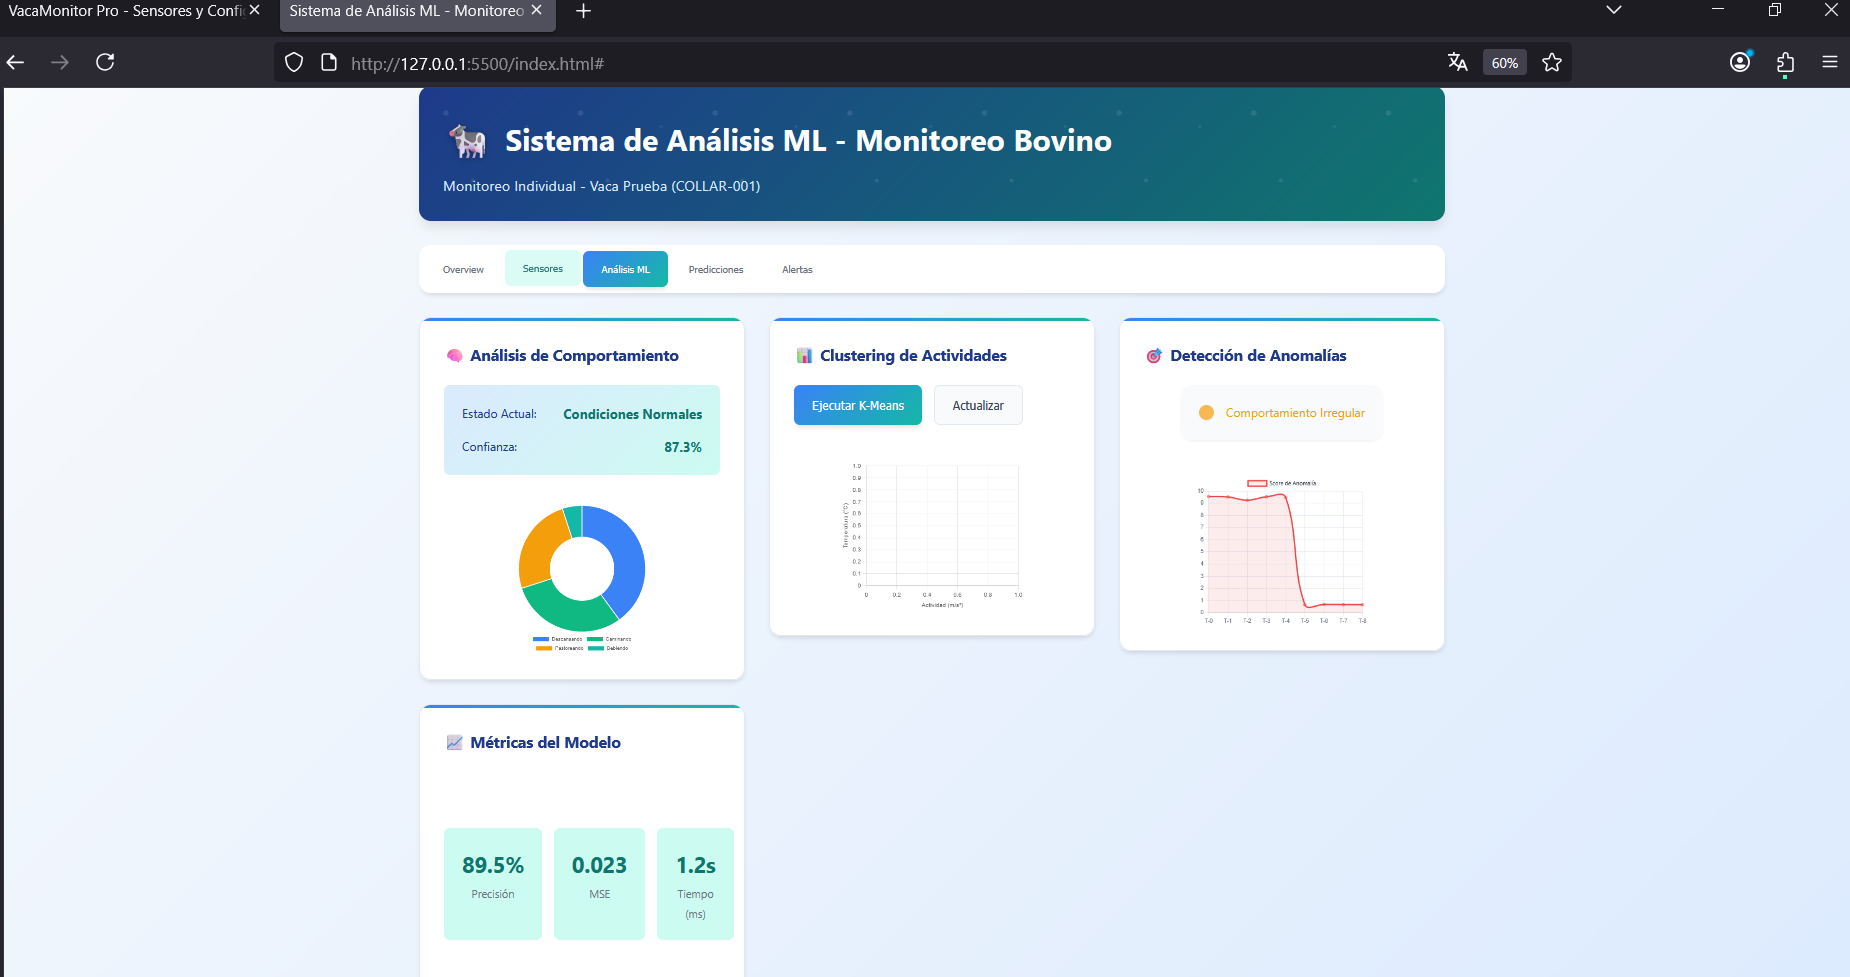 VacaMonitor Pro - Sensores y Confi
Sistema de Análisis ML - Monitoreo
http://127.0.0.1:5500/index.html#
60%
Sistema de Análisis ML - Monitoreo Bovino
Monitoreo Individual - Vaca Prueba (COLLAR-001)
Overview
Sensores
Análisis ML
Predicciones
Alertas
Análisis de Comportamiento
Estado Actual: Condiciones Normales
Confianza: 87.3%
Descansando Caminando
Pastoreando Bebiendo
Clustering de Actividades
Ejecutar K-Means
Actualizar
1.0
0.9
0.8
0.7
0.6
0.5
0.4
0.3
0.2
0.1
0
Temperatura (°C)
0 0.2 0.4 0.6 0.8 1.0
Actividad (m/s²)
Detección de Anomalías
Comportamiento Irregular
Score de Anomalía
10
9
8
7
6
5
4
3
2
1
0
T-0 T-1 T-2 T-3 T-4 T-5 T-6 T-7 T-8
Métricas del Modelo
89.5%
Precisión
0.023
MSE
1.2s
Tiempo
(ms)